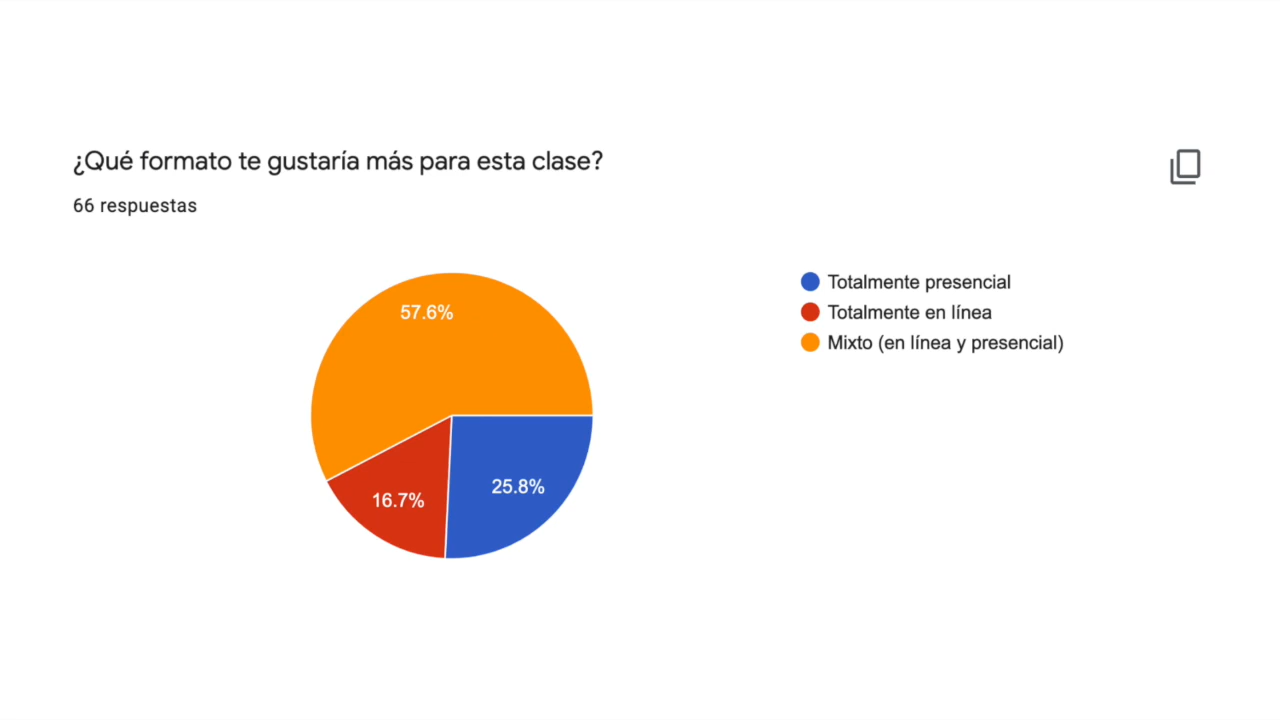 ¿Qué formato te gustaría más para esta clase?
66 respuestas
57.6%
16.7%
25.8%
Totalmente presencial
Totalmente en línea
Mixto (en línea y presencial)